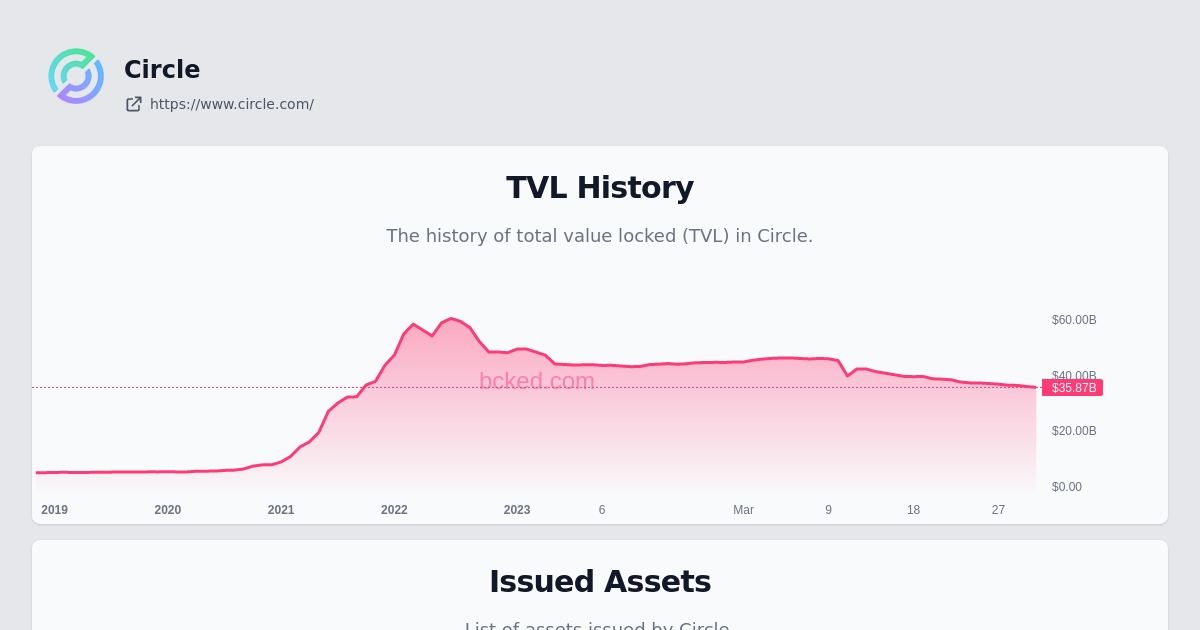 Circle
https://www.circle.com/
TVL History
The history of total value locked (TVL) in Circle.
bcked.com
$60.00B
$40.00B
$35.87B
$20.00B
$0.00
2019 2020 2021 2022 2023 6 Mar 9 18 27
Issued Assets
List of assets issued by Circle